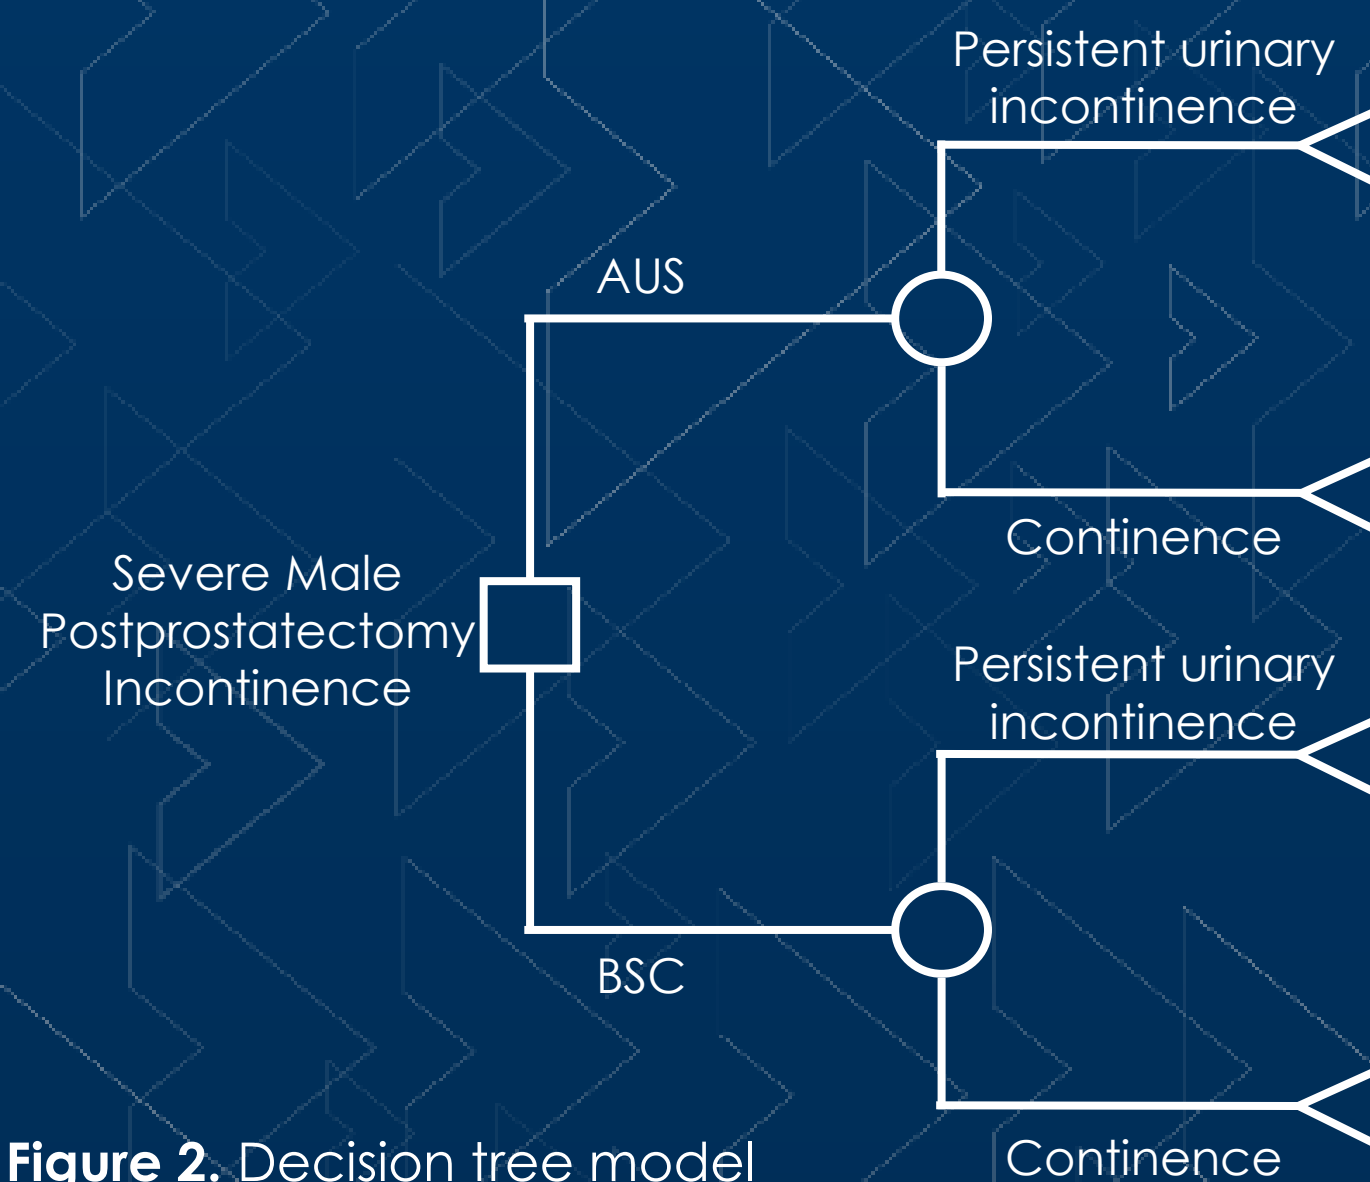 Persistent urinary
incontinence
AUS
Continence
Severe Male
Postprostatectomy
Incontinence
Persistent urinary
incontinence
BSC
Continence
Figure 2. Decision tree model